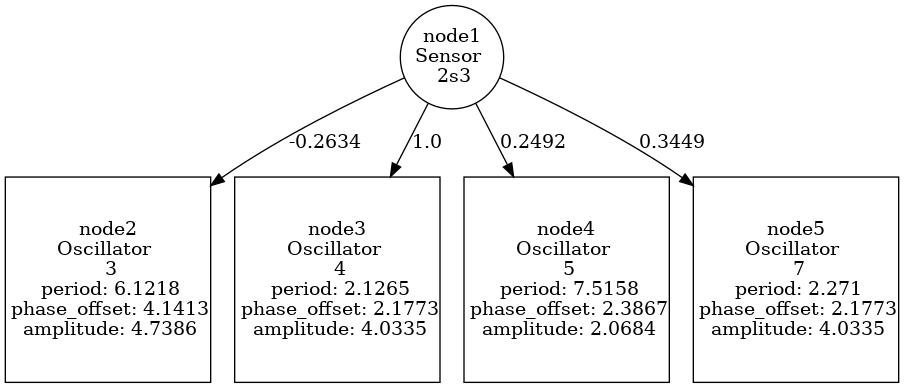 node1
Sensor
2s3
-0.2634
1.0
0.2492
0.3449
node2
Oscillator
3
period: 6.1218
phase_offset: 4.1413
amplitude: 4.7386
node3
Oscillator
4
period: 2.1265
phase_offset: 2.1773
amplitude: 4.0335
node4
Oscillator
5
period: 7.5158
phase_offset: 2.3867
amplitude: 2.0684
node5
Oscillator
7
period: 2.271
phase_offset: 2.1773
amplitude: 4.0335